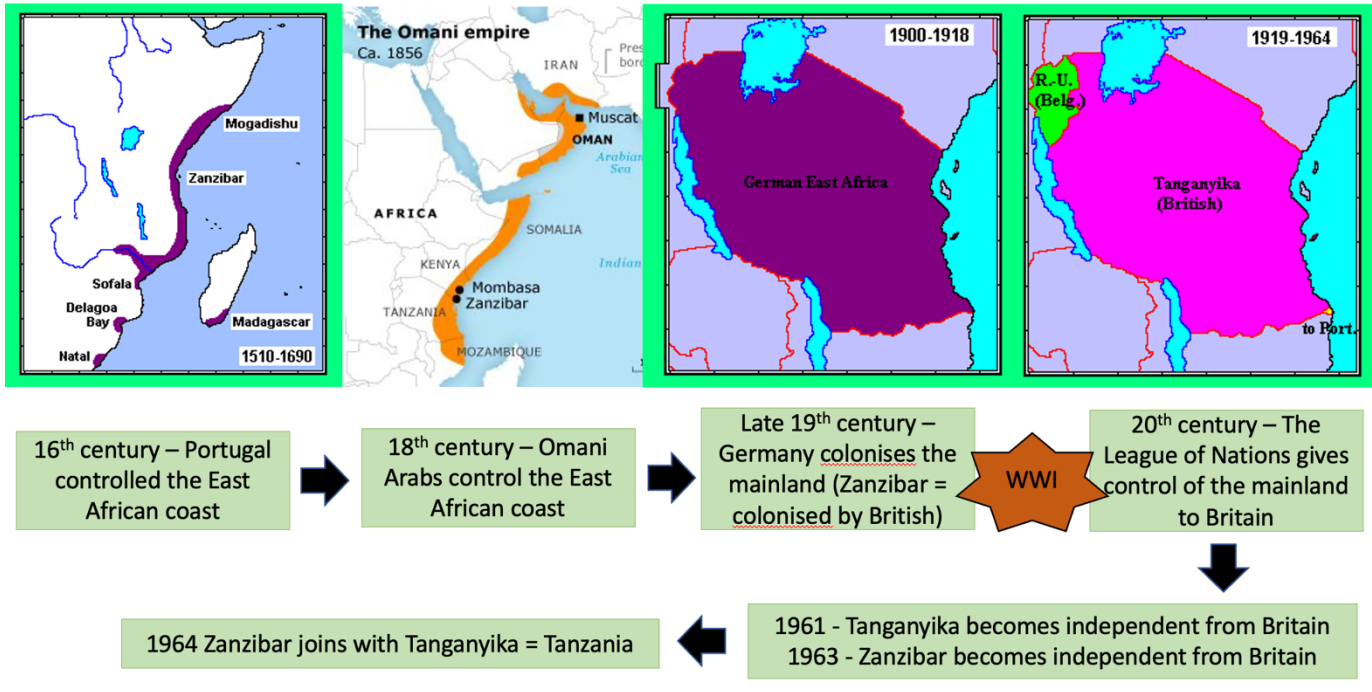 Mogadishu
Zanzibar
Sofala
Delagoa
Bay
Madagascar
Natal
1510-1690
The Omani empire
Ca. 1856
IRAN
Muscat
OMAN
Arabian
Sea
AFRICA
SOMALIA
Indian
KENYA
Mombasa
Zanzibar
TANZANIA
MOZAMBIQUE
1900-1918
German East Africa
1919-1964
R.-U.
(Belg.)
Tanganyika
(British)
to Port.
16th century – Portugal
controlled the East
African coast
18th century – Omani
Arabs control the East
African coast
Late 19th century –
Germany colonises the
mainland (Zanzibar =
colonised by British)
WWI
20th century – The
League of Nations gives
control of the mainland
to Britain
1961 - Tanganyika becomes independent from Britain
1963 - Zanzibar becomes independent from Britain
1964 Zanzibar joins with Tanganyika = Tanzania